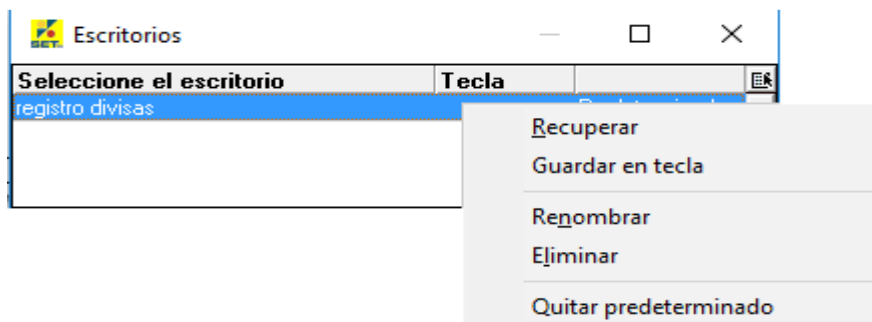 SET Escritorios
Seleccione el escritorio Tecla
registro divisas
Recuperar
Guardar en tecla
Renombrar
Eliminar
Quitar predeterminado